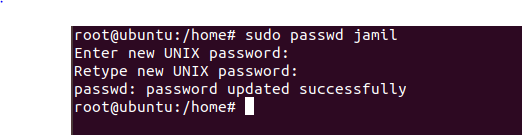 root@ubuntu:/home# sudo passwd jamil
Enter new UNIX password:
Retype new UNIX password:
passwd: password updated successfully
root@ubuntu:/home#